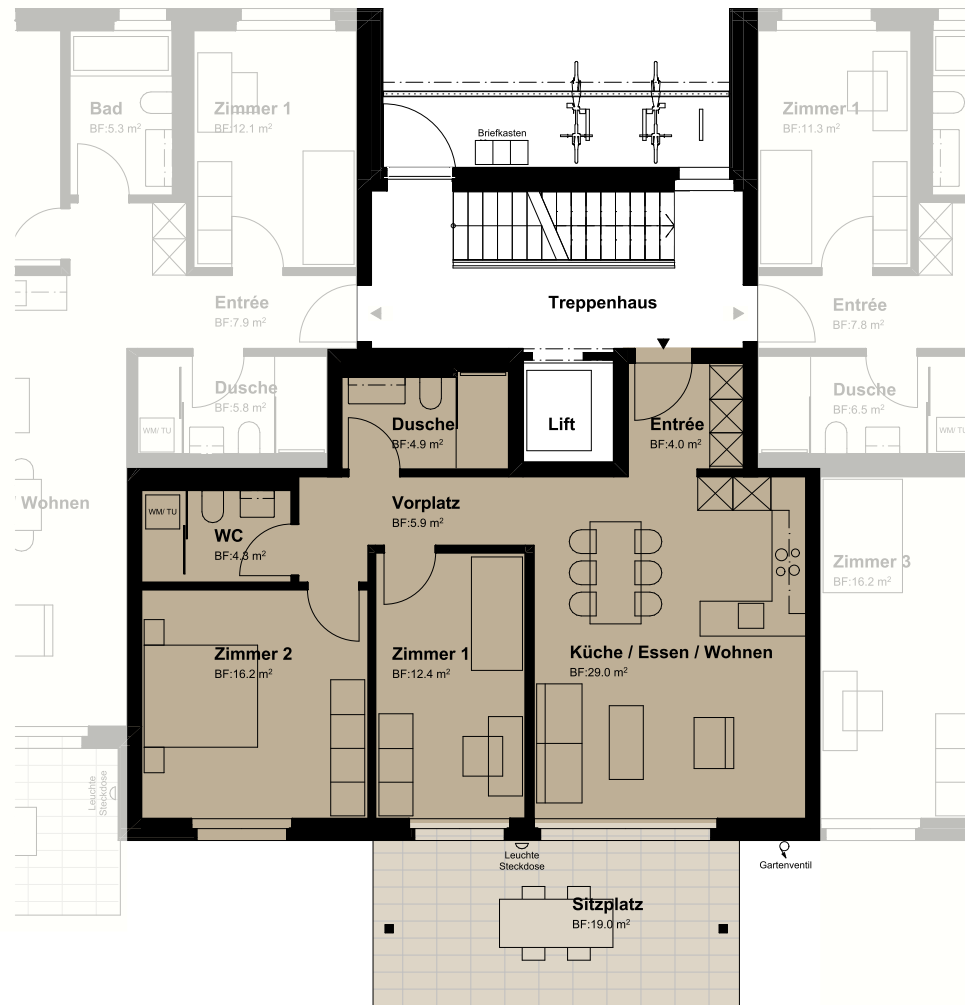 Bad
BF:5.3 m²
Zimmer 1
BF:12.1 m²
Briefkasten
Zimmer 1
BF:11.3 m²
Entrée
BF:7.9 m²
Treppenhaus
Entrée
BF:7.8 m²
Dusche
BF:5.8 m²
WM/ TU
Dusche
BF:4.9 m²
Lift
Entrée
BF:4.0 m²
Dusche
BF:6.5 m²
WM/ TU
Wohnen
WM/ TU
WC
BF:4.3 m²
Vorplatz
BF:5.9 m²
Zimmer 3
BF:16.2 m²
Zimmer 2
BF:16.2 m²
Zimmer 1
BF:12.4 m²
Küche / Essen / Wohnen
BF:29.0 m²
Leuchte
Steckdose
Leuchte
Steckdose
Gartenventil
Sitzplatz
BF:19.0 m²